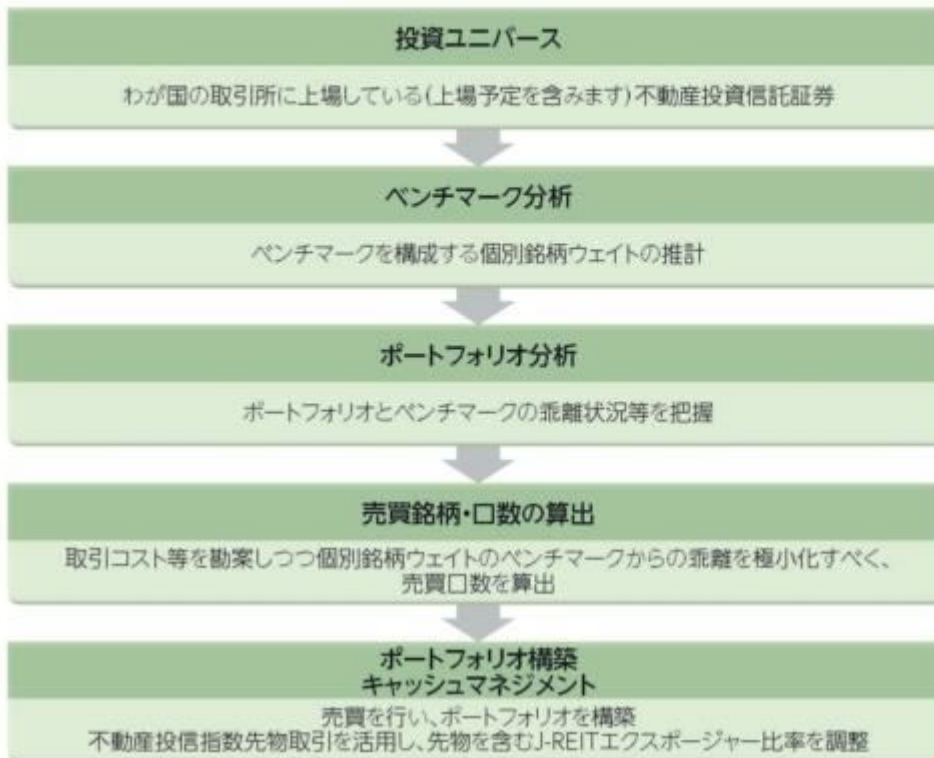 投資ユニバース
わが国の取引所に上場している(上場予定を含みます)不動産投資信託証券
ベンチマーク分析
ベンチマークを構成する個別銘柄ウェイトの推計
ポートフォリオ分析
ポートフォリオとベンチマークの乖離状況等を把握
売買銘柄・口数の算出
取引コスト等を勘案しつつ個別銘柄ウェイトのベンチマークからの乖離を極小化すべく、
売買口数を算出
ポートフォリオ構築
キャッシュマネジメント
売買を行い、ポートフォリオを構築
不動産投信指数先物取引を活用し、先物を含むJ-REITエクスポージャー比率を調整